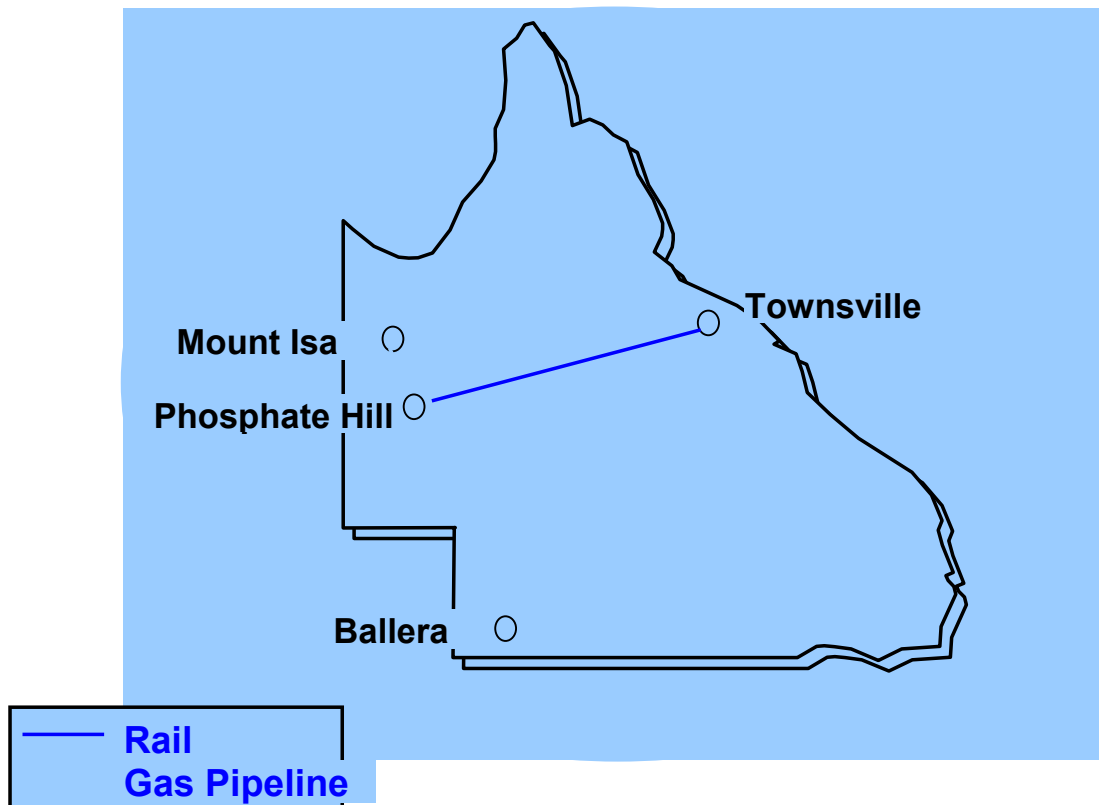 Townsville
Mount Isa
Phosphate Hill
Ballera
Rail
Gas Pipeline